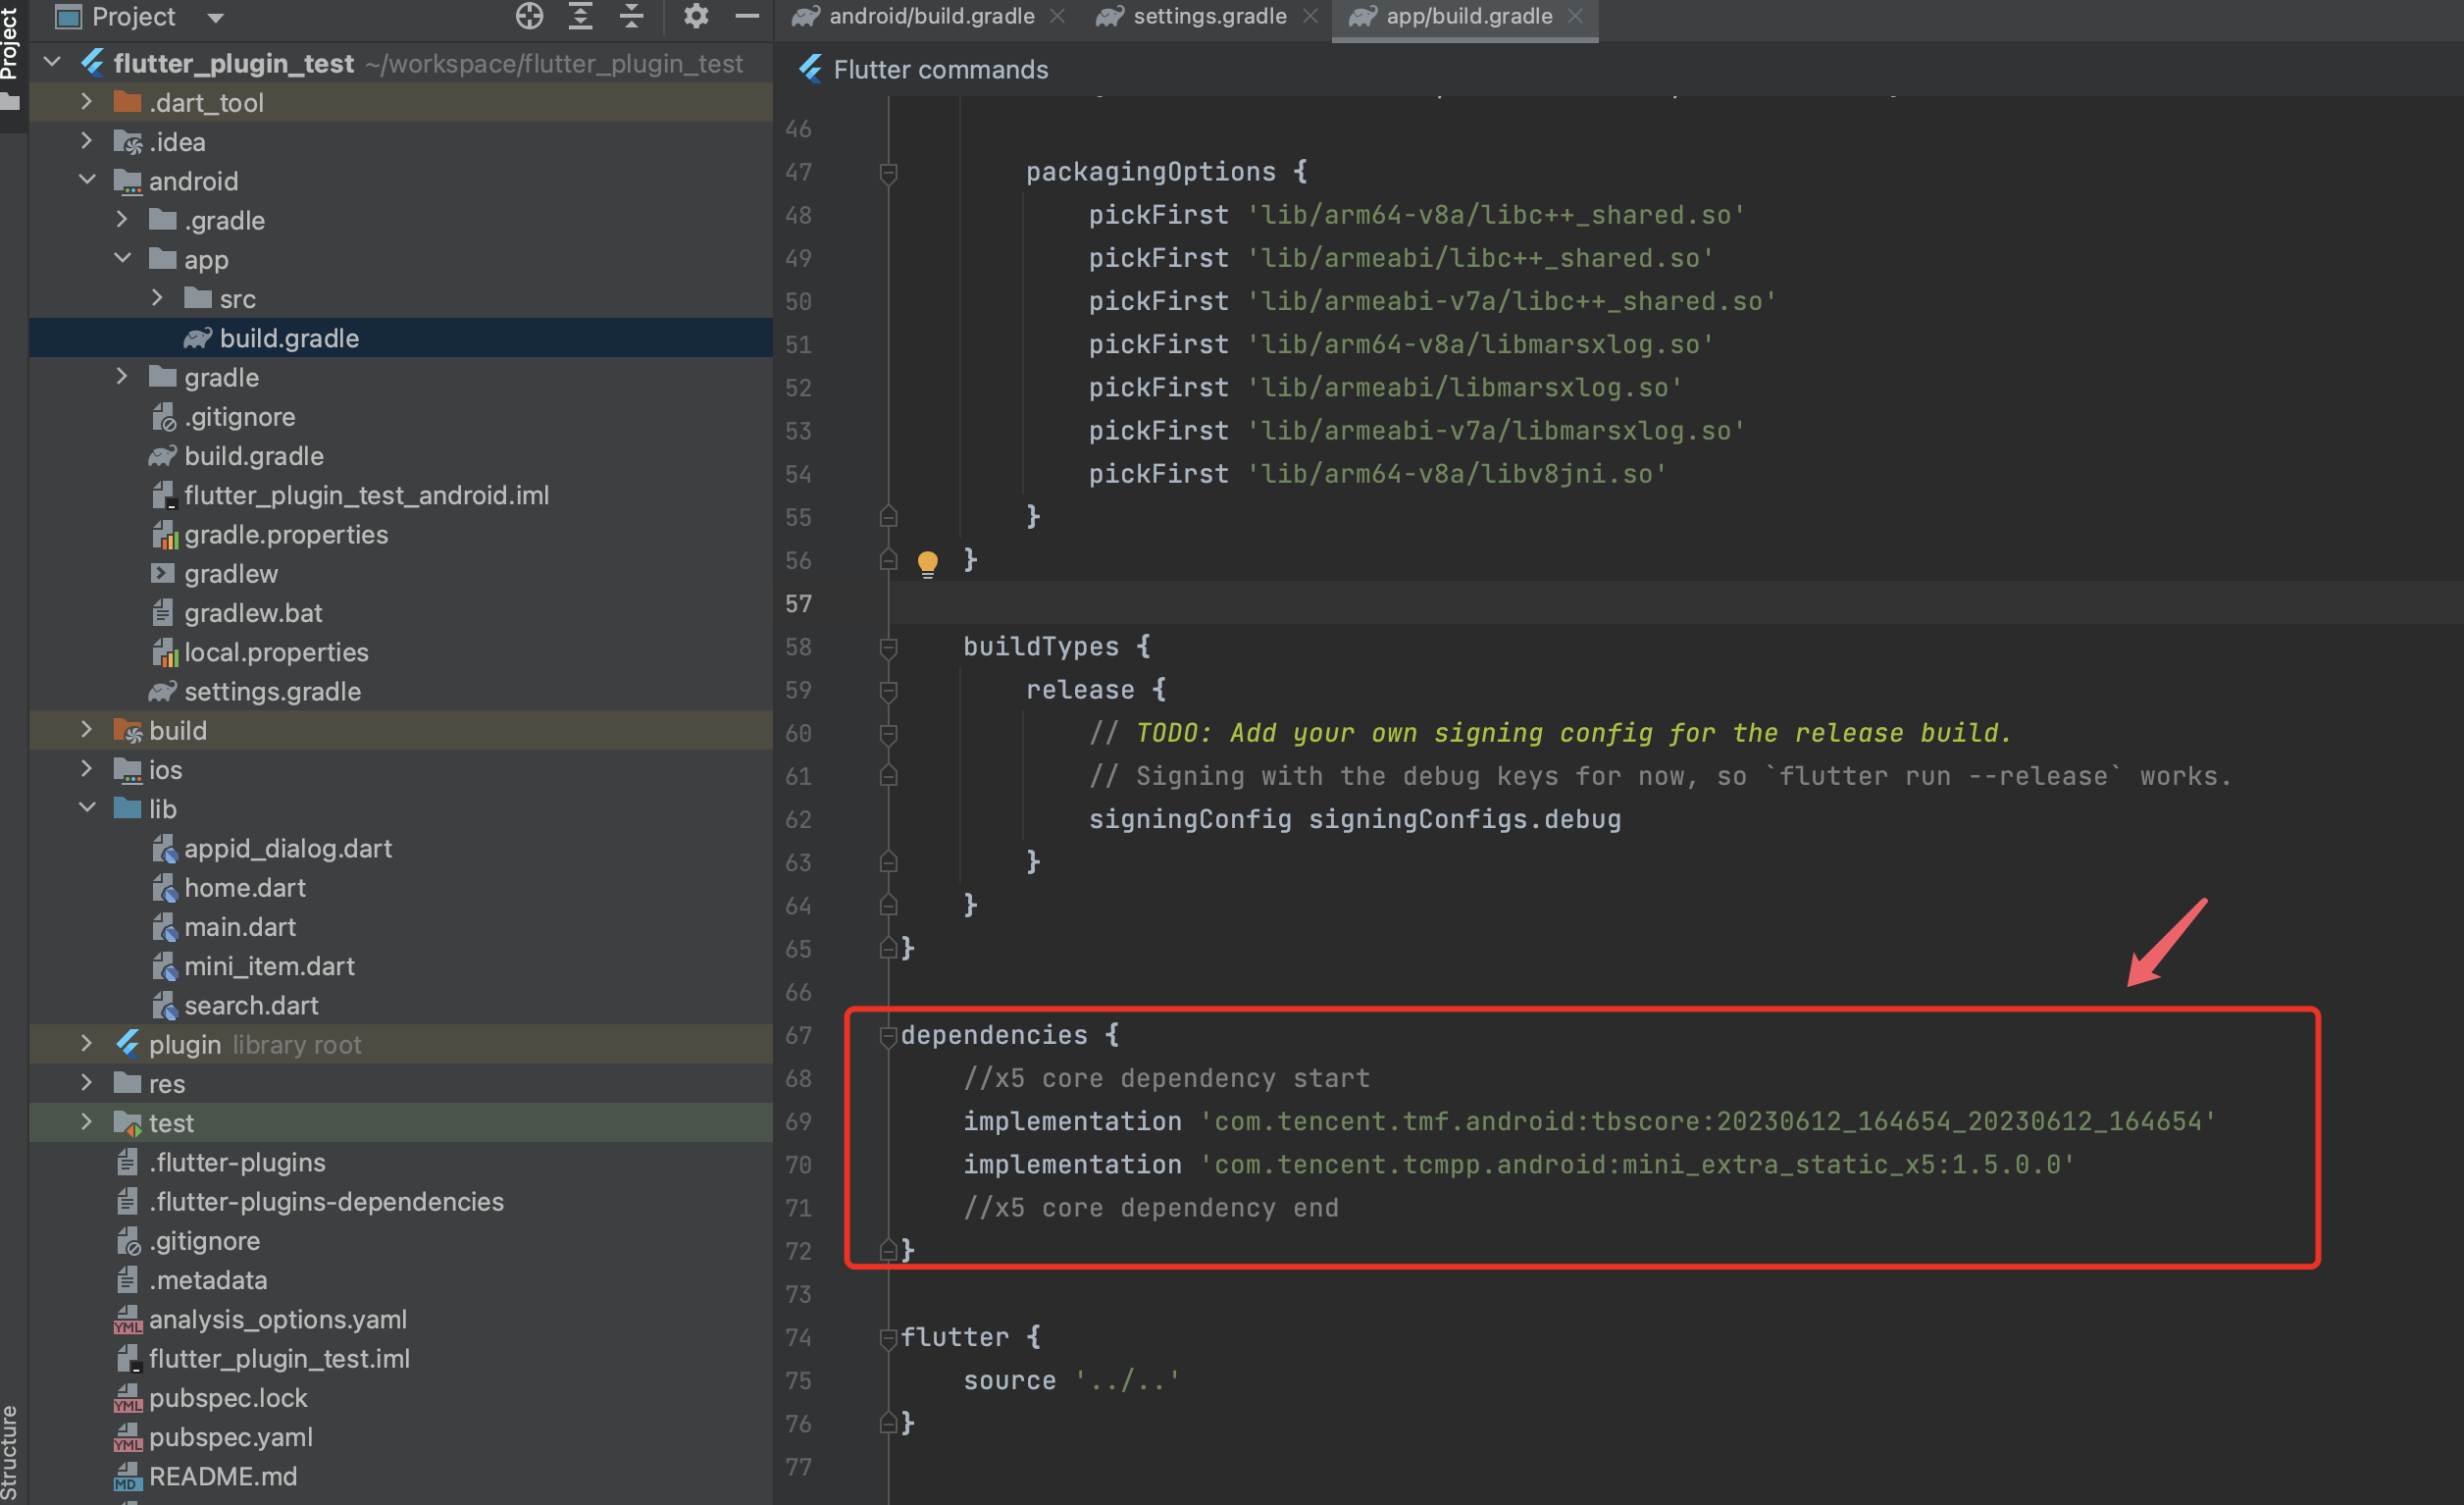 Project
Project
flutter_plugin_test ~/workspace/flutter_plugin_test
.dart_tool
.idea
android
.gradle
app
src
build.gradle
gradle
.gitignore
build.gradle
flutter_plugin_test_android.iml
gradle.properties
gradlew
gradlew.bat
local.properties
settings.gradle
build
ios
lib
appid_dialog.dart
home.dart
main.dart
mini_item.dart
search.dart
plugin library root
res
test
.flutter-plugins
.flutter-plugins-dependencies
.gitignore
.metadata
analysis_options.yaml
flutter_plugin_test.iml
pubspec.lock
pubspec.yaml
README.md
Structure
android/build.gradle
settings.gradle
app/build.gradle
Flutter commands
46
47 packagingOptions {
48 pickFirst 'lib/arm64-v8a/libc++_shared.so'
49 pickFirst 'lib/armeabi/libc++_shared.so'
50 pickFirst 'lib/armeabi-v7a/libc++_shared.so'
51 pickFirst 'lib/arm64-v8a/libmarsxlog.so'
52 pickFirst 'lib/armeabi/libmarsxlog.so'
53 pickFirst 'lib/armeabi-v7a/libmarsxlog.so'
54 pickFirst 'lib/arm64-v8a/libv8jni.so'
55 }
56 }
57
58 buildTypes {
59 release {
60 // TODO: Add your own signing config for the release build.
61 // Signing with the debug keys for now, so `flutter run --release` works.
62 signingConfig signingConfigs.debug
63 }
64 }
65 }
66
67 dependencies {
68 //x5 core dependency start
69 implementation 'com.tencent.tmf.android:tbscore:20230612_164654_20230612_164654'
70 implementation 'com.tencent.tcmpp.android:mini_extra_static_x5:1.5.0.0'
71 //x5 core dependency end
72 }
73
74 flutter {
75 source '../..'
76 }
77